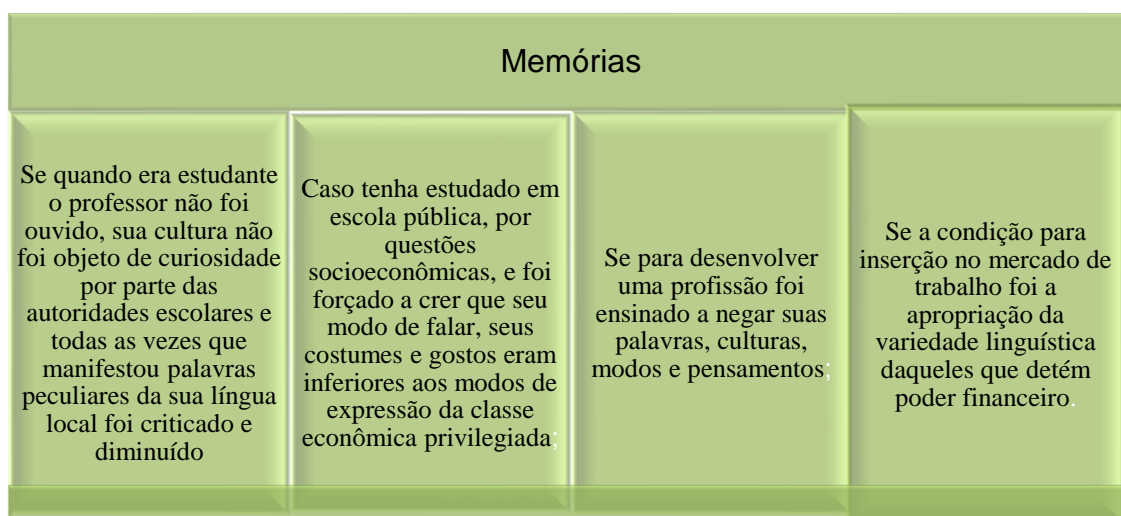 Memórias
Se quando era estudante
o professor não foi
ouvido, sua cultura não
foi objeto de curiosidade
por parte das
autoridades escolares e
todas as vezes que
manifestou palavras
peculiares da sua língua
local foi criticado e
diminuído
Caso tenha estudado em
escola pública, por
questões
socioeconômicas, e foi
forçado a crer que seu
modo de falar, seus
costumes e gostos eram
inferiores aos modos de
expressão da classe
econômica privilegiada;
Se para desenvolver
uma profissão foi
ensinado a negar suas
palavras, culturas,
modos e pensamentos;
Se a condição para
inserção no mercado de
trabalho foi a
apropriação da
variedade linguística
daqueles que detém
poder financeiro.